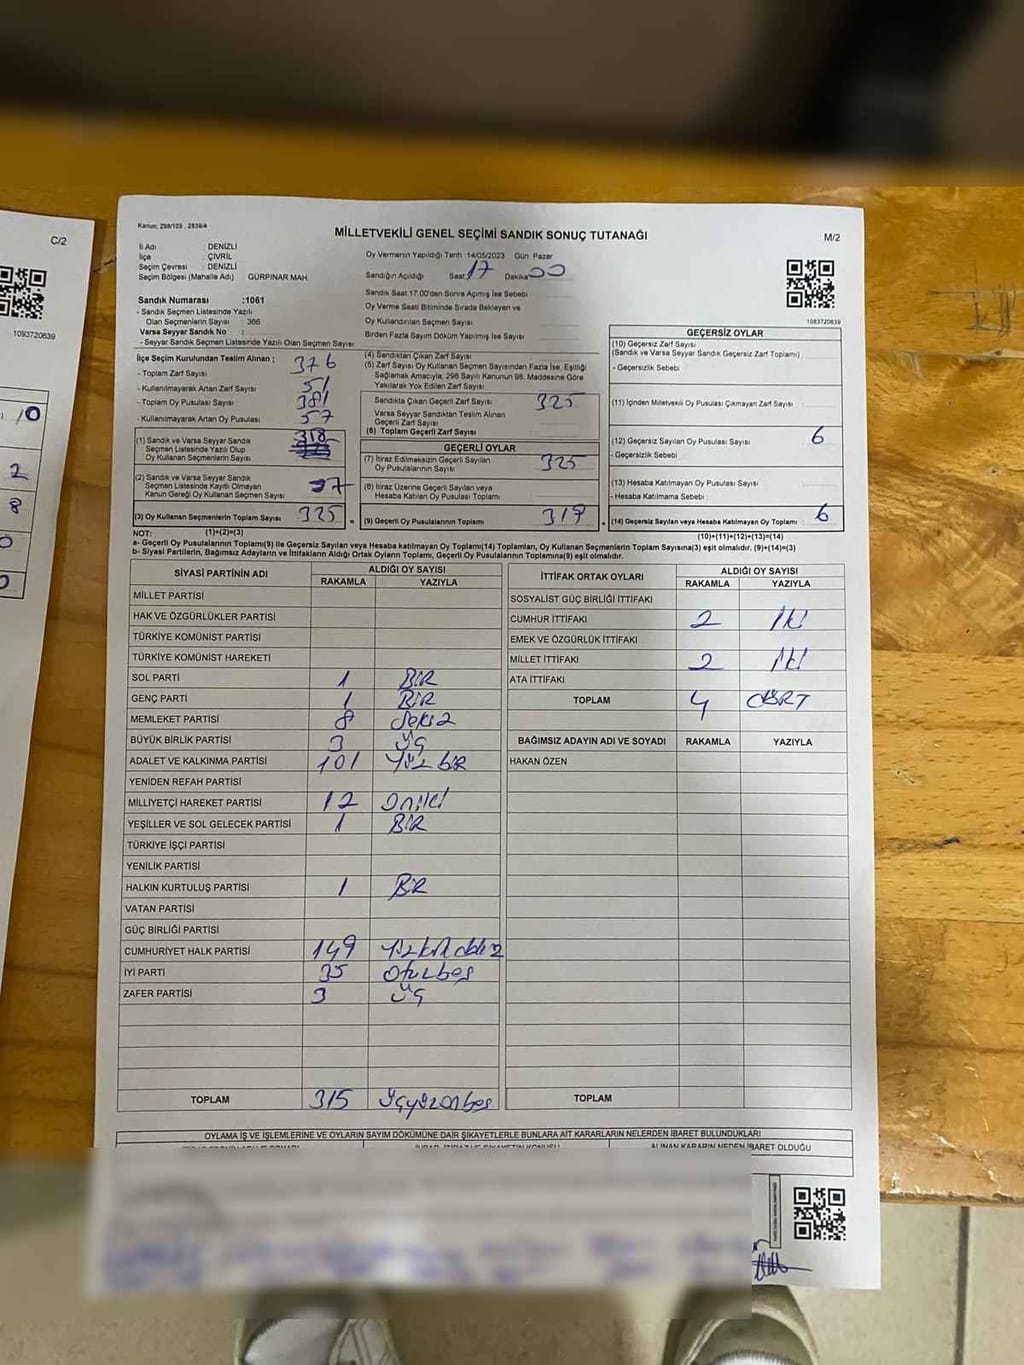 C/2
1093720839
10
2
8
0
0
Kanun; 298/105 , 2839/4
MİLLETVEKİLİ GENEL SEÇİMİ SANDIK SONUÇ TUTANAĞI
M/2
1083720839
İl Adı : DENİZLİ
İlçe : ÇİVRİL
Seçim Çevresi : DENİZLİ
Seçim Bölgesi (Mahalle Adı) : GÜRPINAR MAH
Sandık Numarası :1061
- Sandık Seçmen Listesinde Yazılı
Olan Seçmenlerin Sayısı : 366
Varsa Seyyar Sandık No :
- Seyyar Sandık Seçmen Listesinde Yazılı Olan Seçmen Sayısı
Oy Vermenin Yapıldığı Tarih :14/05/2023 Gün: Pazar
Sandığın Açıldığı Saat 17 Dakika 00
Sandık Saat 17:00'den Sonra Açılmış İse Sebebi
Oy Verme Saati Bitiminde Sırada Bekleyen ve
Oy Kullandırılan Seçmen Sayısı
Birden Fazla Sayım Döküm Yapılmış İse Sayısı
İlçe Seçim Kurulundan Teslim Alınan ;
- Toplam Zarf Sayısı 376
- Kullanılmayarak Artan Zarf Sayısı 51
- Toplam Oy Pusulası Sayısı 381
- Kullanılmayarak Artan Oy Pusulası 57
(1) Sandık ve Varsa Seyyar Sandık
Seçmen Listesinde Yazılı Olup
Oy Kullanan Seçmenlerin Sayısı 318
(2) Sandık ve Varsa Seyyar Sandık
Seçmen Listesinde Kayıtlı Olmayan
Kanun Gereği Oy Kullanan Seçmen Sayısı 7
(3) Oy Kullanan Seçmenlerin Toplam Sayısı 325
(1)+(2)=(3)
(4) Sandıktan Çıkan Zarf Sayısı
(5) Zarf Sayısı Oy Kullanan Seçmen Sayısından Fazla İse, Eşitliği
Sağlamak Amacıyla, 298 Sayılı Kanunun 98. Maddesine Göre
Yakılarak Yok Edilen Zarf Sayısı
Sandıkta Çıkan Geçerli Zarf Sayısı 325
Varsa Seyyar Sandıktan Teslim Alınan
Geçerli Zarf Sayısı
(6) Toplam Geçerli Zarf Sayısı
GEÇERLİ OYLAR
(7) İtiraz Edilmeksizin Geçerli Sayılan
Oy Pusulalarının Sayısı 325
(8) İtiraz Üzerine Geçerli Sayılan veya
Hesaba Katılan Oy Pusulası Toplamı
(9) Geçerli Oy Pusulalarının Toplamı 319
GEÇERSİZ OYLAR
(10) Geçersiz Zarf Sayısı
(Sandık ve Varsa Seyyar Sandık Geçersiz Zarf Toplamı)
- Geçersizlik Sebebi
(11) İçinden Milletvekili Oy Pusulası Çıkmayan Zarf Sayısı
(12) Geçersiz Sayılan Oy Pusulası Sayısı 6
- Geçersizlik Sebebi
(13) Hesaba Katılmayan Oy Pusulası Sayısı
- Hesaba Katılmama Sebebi
(14) Geçersiz Sayılan veya Hesaba Katılmayan Oy Toplamı : 6
(10)+(11)+(12)+(13)=(14)
NOT:
a- Geçerli Oy Pusulalarının Toplamı(9) ile Geçersiz Sayılan veya Hesaba katılmayan Oy Toplamı(14) Toplamları, Oy Kullanan Seçmenlerin Toplam Sayısına(3) eşit olmalıdır. (9)+(14)=(3)
b- Siyasi Partilerin, Bağımsız Adayların ve İttifakların Aldığı Ortak Oyların Toplamı, Geçerli Oy Pusulalarının Toplamına(9) eşit olmalıdır.
SİYASİ PARTİNİN ADI ALDIĞI OY SAYISI
RAKAMLA YAZIYLA
MİLLET PARTİSİ
HAK VE ÖZGÜRLÜKLER PARTİSİ
TÜRKİYE KOMÜNİST PARTİSİ
TÜRKİYE KOMÜNİST HAREKETİ
SOL PARTİ 1 BİR
GENÇ PARTİ 1 BİR
MEMLEKET PARTİSİ 8 Sekiz
BÜYÜK BİRLİK PARTİSİ 3 Üç
ADALET VE KALKINMA PARTİSİ 101 Yüz bir
YENİDEN REFAH PARTİSİ
MİLLİYETÇİ HAREKET PARTİSİ 12 Oniki
YEŞİLLER VE SOL GELECEK PARTİSİ 1 BİR
TÜRKİYE İŞÇİ PARTİSİ
YENİLİK PARTİSİ
HALKIN KURTULUŞ PARTİSİ 1 BİR
VATAN PARTİSİ
GÜÇ BİRLİĞİ PARTİSİ
CUMHURİYET HALK PARTİSİ 149 Yüzkırkdokuz
İYİ PARTİ 35 Otuzbeş
ZAFER PARTİSİ 3 Üç
TOPLAM 315 Üçyüzonbeş
İTTİFAK ORTAK OYLARI ALDIĞI OY SAYISI
RAKAMLA YAZIYLA
SOSYALİST GÜÇ BİRLİĞİ İTTİFAKI
CUMHUR İTTİFAKI 2 İki
EMEK VE ÖZGÜRLÜK İTTİFAKI
MİLLET İTTİFAKI 2 İki
ATA İTTİFAKI
TOPLAM 4 DÖRT
BAĞIMSIZ ADAYIN ADI VE SOYADI RAKAMLA YAZIYLA
HAKAN ÖZEN
TOPLAM
OYLAMA İŞ VE İŞLEMLERİNE VE OYLARIN SAYIM DÖKÜMÜNE DAİR ŞİKAYETLERLE BUNLARA AİT KARARLARIN NELERDEN İBARET BULUNDUKLARI
ALINAN KARARIN NEDEN İBARET OLDUĞU